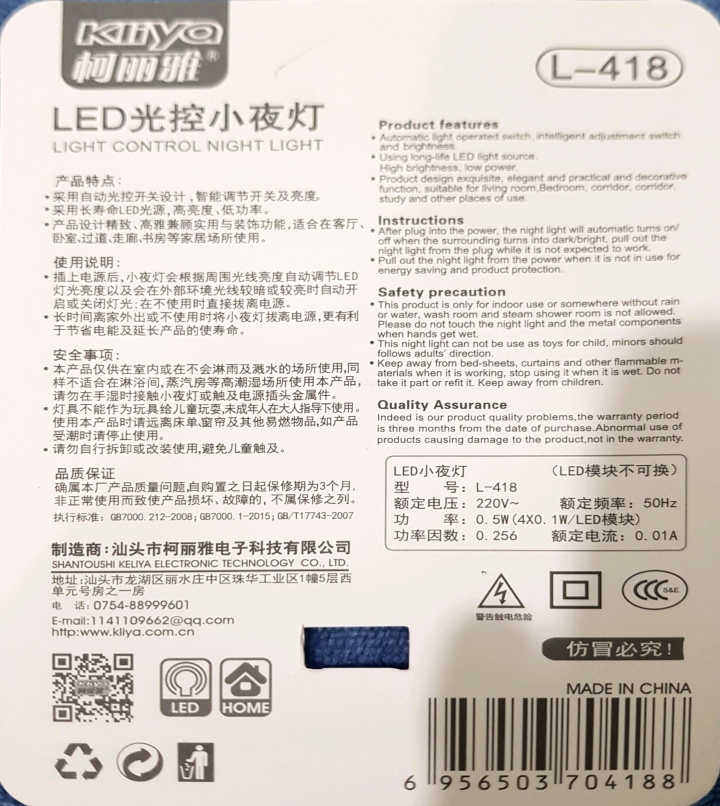 Kliya
柯丽雅®
L-418
LED光控小夜灯
LIGHT CONTROL NIGHT LIGHT
产品特点:
• 采用自动光控开关设计,智能调节开关及亮度。
• 采用长寿命LED光源,高亮度、低功率。
• 产品设计精致、高雅兼顾实用与装饰功能,适合在客厅、
卧室、过道、走廊、书房等家居场所使用。
使用说明:
• 插上电源后,小夜灯会根据周围光线亮度自动调节LED
灯光亮度以及会在外部环境光线较暗或较亮时自动开
启或关闭灯光:在不使用时直接拔离电源。
• 长时间离家外出或不使用时将小夜灯拔离电源,更有利
于节省电能及延长产品的使寿命。
安全事项:
• 本产品仅供在室内或在不会淋雨及溅水的场所使用,同
样不适合在淋浴间,蒸汽房等高潮湿场所使用本产品,
请勿在手湿时接触小夜灯或触及电源插头金属件。
• 灯具不能作为玩具给儿童玩耍,未成年人在大人指导下使用。
使用本产品时请远离床单、窗帘及其他易燃物品,如产品
受潮时请停止使用。
• 请勿自行拆卸或改装使用,避免儿童触及。
品质保证
确属本厂产品质量问题,自购置之日起保修期为3个月.
非正常使用而致使产品损坏、故障的,不属保修之列。
执行标准: GB7000.212-2008;GB7000.1-2015;GB/T17743-2007
制造商:汕头市柯丽雅电子科技有限公司
SHANTOUSHI KELIYA ELECTRONIC TECHNOLOGY CO., LTD.
地址:汕头市龙湖区丽水庄中区珠华工业区1幢5层西
单元号房之一房
电 话: 0754-88999601
E-mail:1141109662@qq.com
http:www.kliya.com.cn
LED
HOME
Product features
• Automatic light operated switch, intelligent adjustment switch
and brightness.
• Using long-life LED light source.
High brightness, low power.
• Product design exquisite, elegant and practical and decorative
function, suitable for living room,Bedroom, corridor, corridor,
study and other places of use.
Instructions
• After plug into the power, the night light will automatic turns on/
off when the surrounding turns into dark/bright, pull out the
night light from the plug while it is not expected to work.
• Pull out the night light from the power when it is not in use for
energy saving and product protection.
Safety precaution
• This product is only for indoor use or somewhere without rain
or water, wash room and steam shower room is not allowed.
Please do not touch the night light and the metal components
when hands get wet.
• This night light can not be use as toys for child, minors should
follows adults' direction.
• Keep away from bed-sheets, curtains and other flammable m-
aterials when it is working, stop using it when it is wet. Do not
take it part or refit it. Keep away from children.
Quality Assurance
Indeed is our product quality problems,the warranty period
is three months from the date of purchase.Abnormal use of
products causing damage to the product,not in the warranty.
LED小夜灯 (LED模块不可换)
型 号: L-418
额定电压: 220V~ 额定频率: 50Hz
功 率: 0.5W(4X0.1W/LED模块)
功率因数: 0.256 额定电流: 0.01A
警告触电危险
CCC S&E
仿冒必究!
MADE IN CHINA
6 956503 704188